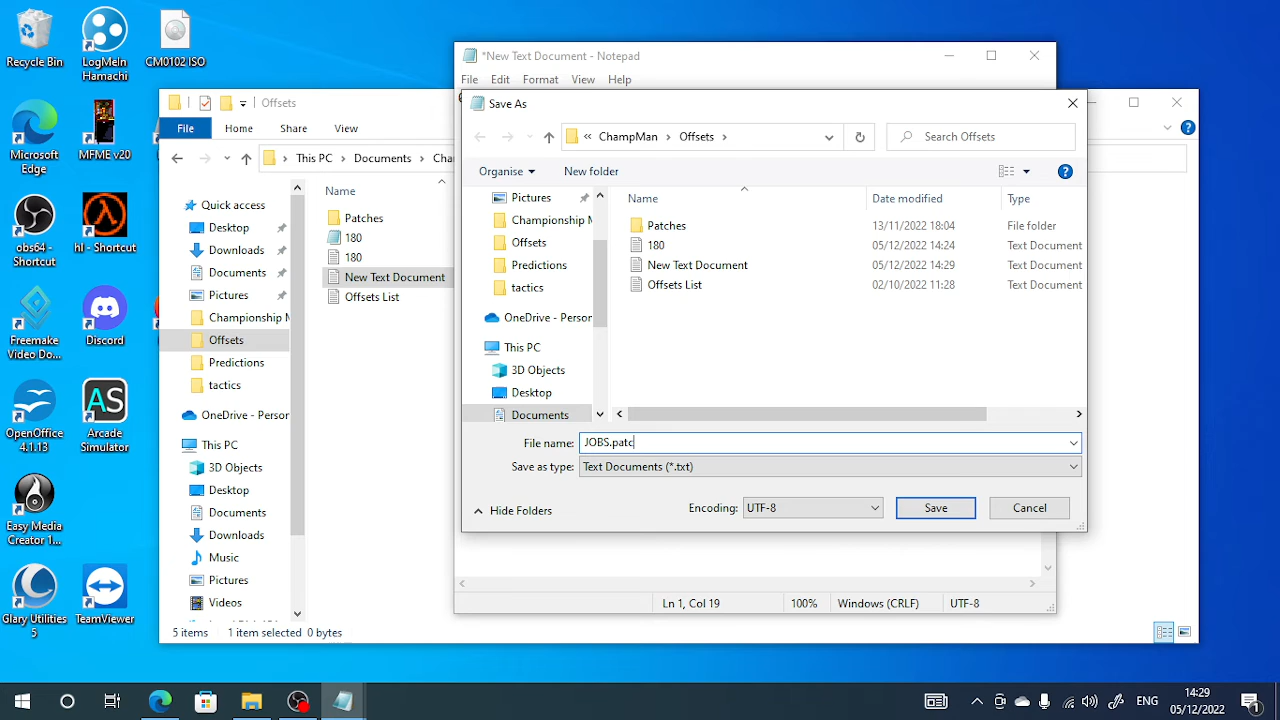 Recycle Bin
LogMeIn
Hamachi
CM0102 ISO
Microsoft
Edge
MFME v20
obs64 -
Shortcut
hl - Shortcut
Freemake
Video Do...
Discord
OpenOffice
4.1.13
Arcade
Simulator
Easy Media
Creator 1...
Glary Utilities
5
TeamViewer
Offsets
File
Home
Share
View
This PC
Documents
Quick access
Desktop
Downloads
Documents
Pictures
Championship M
Offsets
Predictions
tactics
OneDrive - Person
This PC
3D Objects
Desktop
Documents
Downloads
Music
Pictures
Videos
Name
Patches
180
180
New Text Document
Offsets List
5 items
1 item selected 0 bytes
*New Text Document - Notepad
File Edit Format View Help
Save As
« ChampMan
Offsets
Search Offsets
Organise
New folder
Pictures
Championship M
Offsets
Predictions
tactics
OneDrive - Person
This PC
3D Objects
Desktop
Documents
Name Date modified Type
Patches 13/11/2022 18:04 File folder
180 05/12/2022 14:24 Text Document
New Text Document 05/12/2022 14:29 Text Document
Offsets List 02/10/2022 11:28 Text Document
File name: JOBS.patc
Save as type: Text Documents (*.txt)
Hide Folders
Encoding: UTF-8
Save
Cancel
Ln 1, Col 19
100%
Windows (CRLF)
UTF-8
ENG
14:29
05/12/2022
1